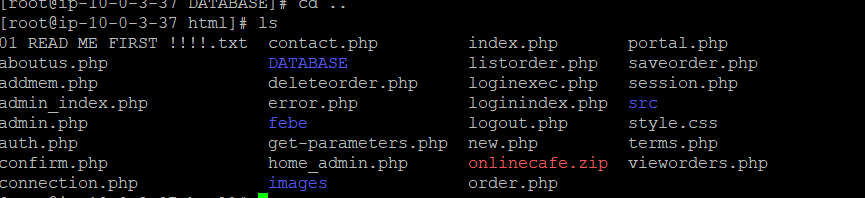 [root@ip-10-0-3-37 DATABASE]# cd ..
[root@ip-10-0-3-37 html]# ls
01 READ ME FIRST !!!!.txt contact.php index.php portal.php
aboutus.php DATABASE listorder.php saveorder.php
addmem.php deleteorder.php loginexec.php session.php
admin_index.php error.php loginindex.php src
admin.php febe logout.php style.css
auth.php get-parameters.php new.php terms.php
confirm.php home_admin.php onlinecafe.zip vieworders.php
connection.php images order.php